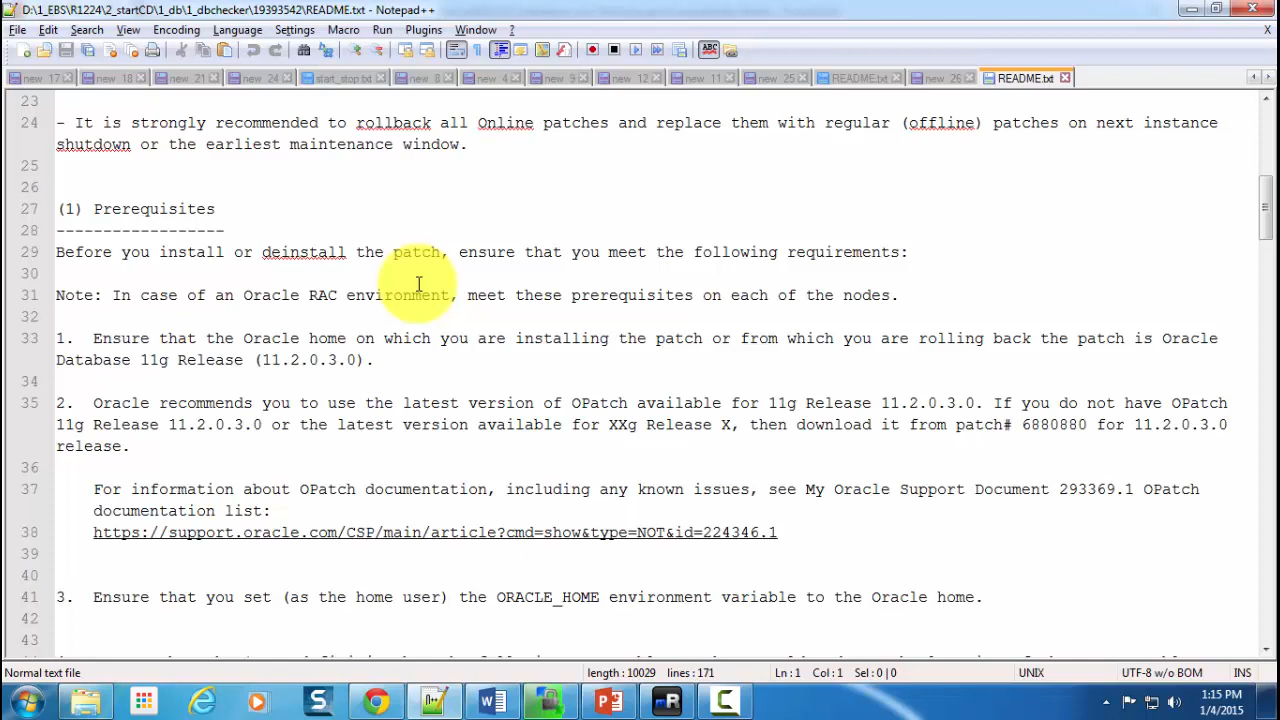 D:\1_EBS\R1224\2_startCD\1_db\1_dbchecker\19393542\README.txt - Notepad++
File Edit Search View Encoding Language Settings Macro Run Plugins Window ? X
new 17 new 18 new 21 new 24 start_stop.txt new 8 new 4 new 9 new 12 new 11 new 25 README.txt new 26 README.txt
23
24 - It is strongly recommended to rollback all Online patches and replace them with regular (offline) patches on next instance
shutdown or the earliest maintenance window.
25
26
27 (1) Prerequisites
28 ------------------
29 Before you install or deinstall the patch, ensure that you meet the following requirements:
30
31 Note: In case of an Oracle RAC environment, meet these prerequisites on each of the nodes.
32
33 1. Ensure that the Oracle home on which you are installing the patch or from which you are rolling back the patch is Oracle
Database 11g Release (11.2.0.3.0).
34
35 2. Oracle recommends you to use the latest version of OPatch available for 11g Release 11.2.0.3.0. If you do not have OPatch
11g Release 11.2.0.3.0 or the latest version available for XXg Release X, then download it from patch# 6880880 for 11.2.0.3.0
release.
36
37 For information about OPatch documentation, including any known issues, see My Oracle Support Document 293369.1 OPatch
documentation list:
38 https://support.oracle.com/CSP/main/article?cmd=show&type=NOT&id=224346.1
39
40
41 3. Ensure that you set (as the home user) the ORACLE_HOME environment variable to the Oracle home.
42
43
Normal text file length : 10029 lines : 171 Ln : 1 Col : 1 Sel : 0 | 0 UNIX UTF-8 w/o BOM INS
1:15 PM
1/4/2015